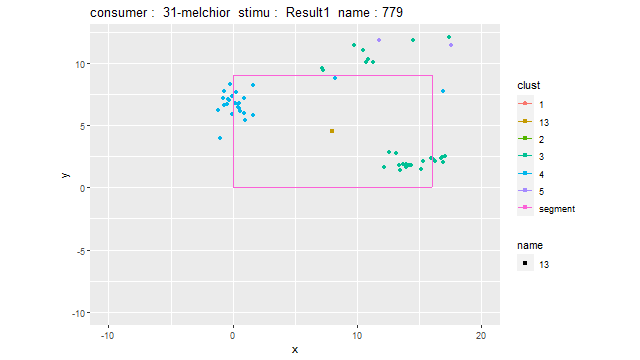 consumer :  31-melchior  stimu :  Result1  name : 779
10
5
0
-5
-10
y
-10
0
10
20
x
clust
1
13
2
3
4
5
segment
name
13